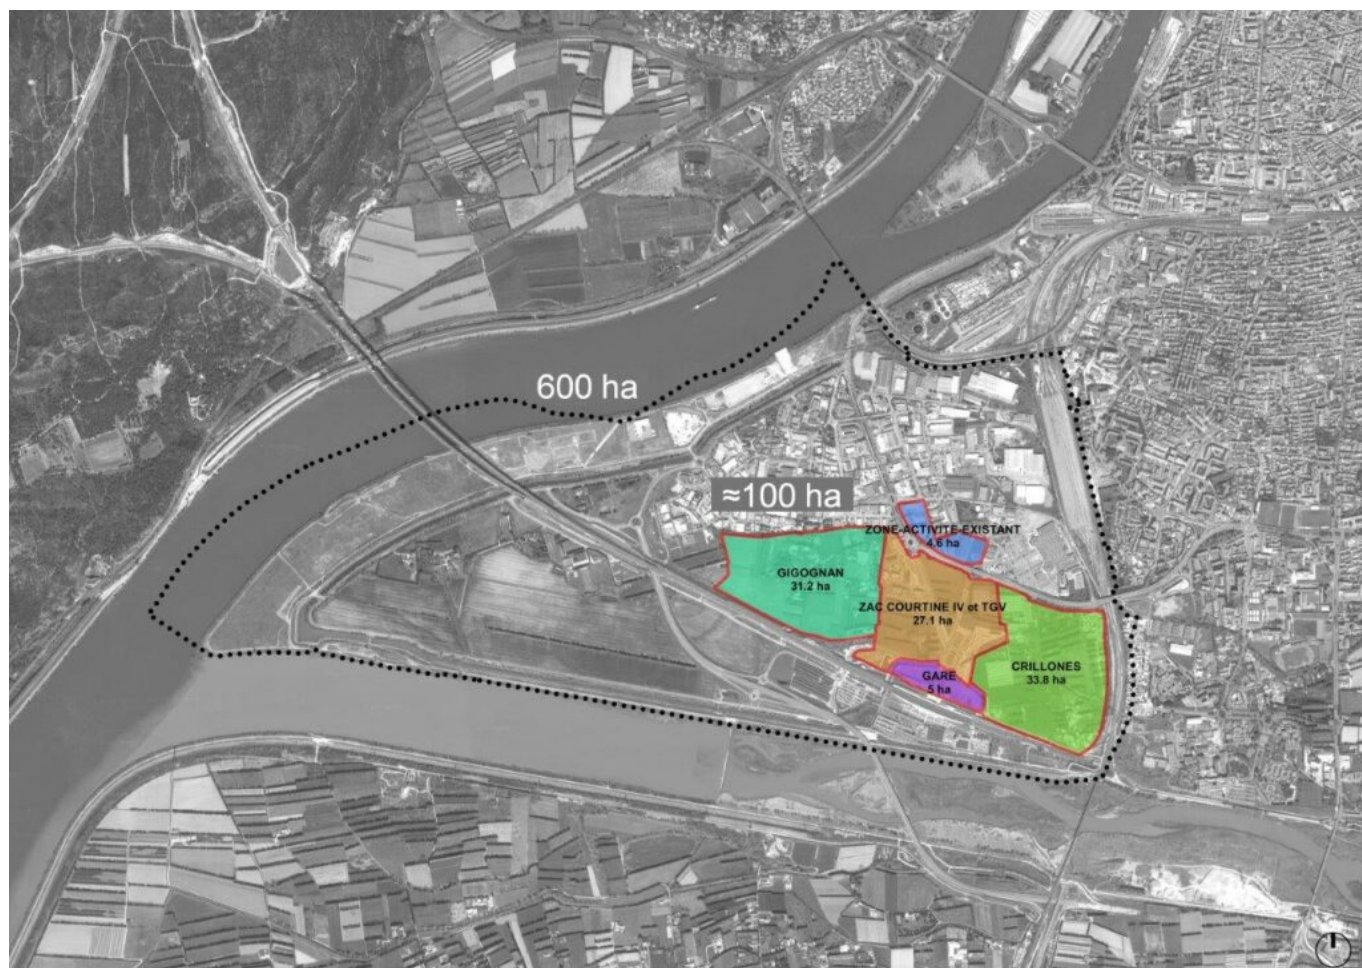 600 ha
≈100 ha
ZONE-ACTIVITE-EXISTANT
4.6 ha
GIGOGNAN
31.2 ha
ZAC COURTINE IV et TGV
27.1 ha
CRILLONES
33.8 ha
GARE
5 ha